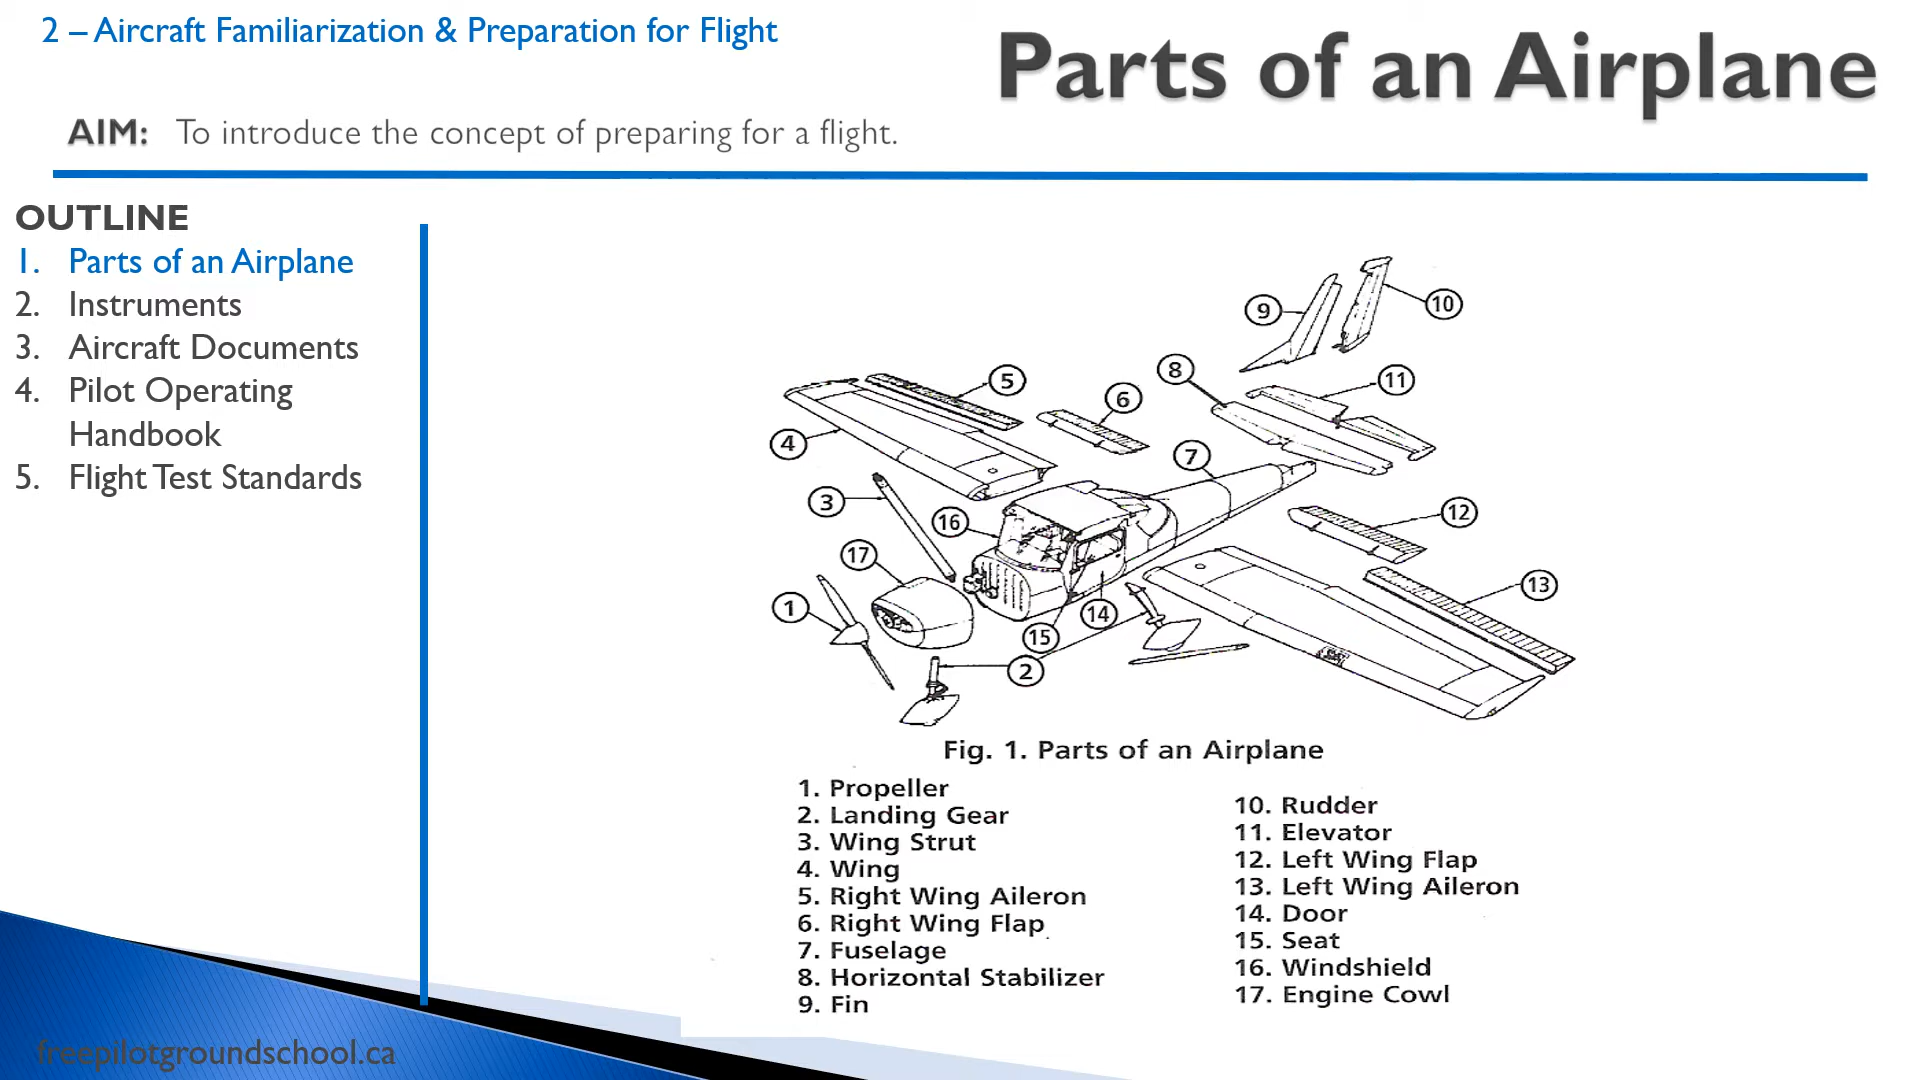 2 – Aircraft Familiarization & Preparation for Flight
Parts of an Airplane
AIM: To introduce the concept of preparing for a flight.
OUTLINE
1. Parts of an Airplane
2. Instruments
3. Aircraft Documents
4. Pilot Operating
Handbook
5. Flight Test Standards
9
10
8
11
5
6
4
7
3
16
12
17
13
1
14
15
2
Fig. 1. Parts of an Airplane
1. Propeller
2. Landing Gear
3. Wing Strut
4. Wing
5. Right Wing Aileron
6. Right Wing Flap
7. Fuselage
8. Horizontal Stabilizer
9. Fin
10. Rudder
11. Elevator
12. Left Wing Flap
13. Left Wing Aileron
14. Door
15. Seat
16. Windshield
17. Engine Cowl
freepilotgroundschool.ca